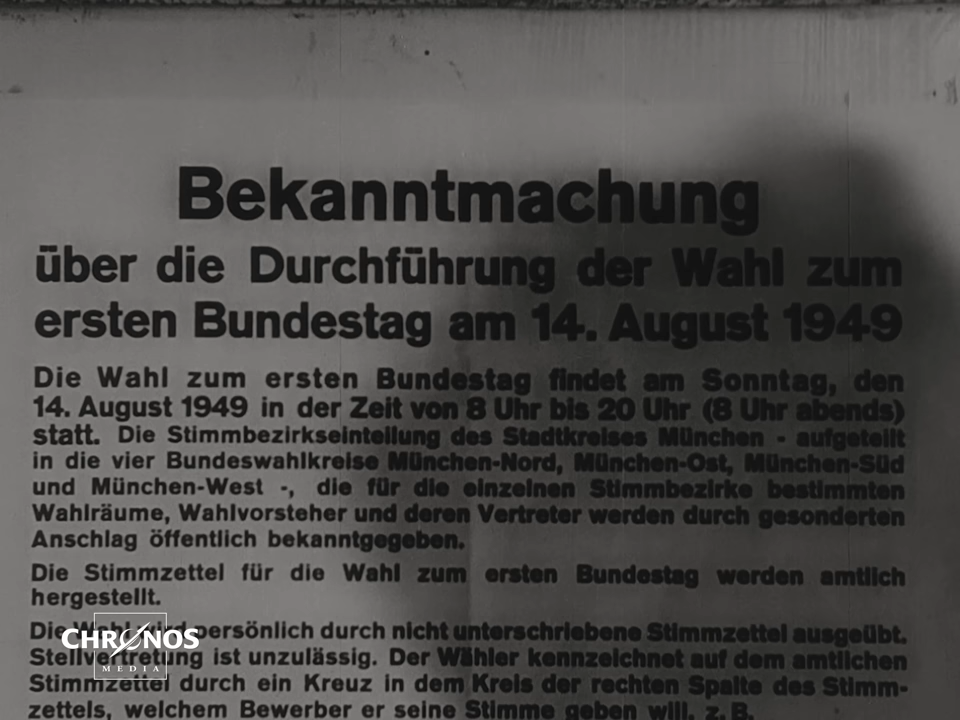 Bekanntmachung
über die Durchführung der Wahl zum
ersten Bundestag am 14. August 1949
Die Wahl zum ersten Bundestag findet am Sonntag, den
14. August 1949 in der Zeit von 8 Uhr bis 20 Uhr (8 Uhr abends)
statt. Die Stimmbezirkseinteilung des Stadtkreises München - aufgeteilt
in die vier Bundeswahlkreise München-Nord, München-Ost, München-Süd
und München-West -, die für die einzelnen Stimmbezirke bestimmten
Wahlräume, Wahlvorsteher und deren Vertreter werden durch gesonderten
Anschlag öffentlich bekanntgegeben.
Die Stimmzettel für die Wahl zum ersten Bundestag werden amtlich
hergestellt.
Die Wahl wird persönlich durch nicht unterschriebene Stimmzettel ausgeübt.
Stellvertretung ist unzulässig. Der Wähler kennzeichnet auf dem amtlichen
Stimmzettel durch ein Kreuz in dem Kreis der rechten Spalte des Stimm-
zettels, welchem Bewerber er seine Stimme geben will, z. B.
CHRONOS
MEDIA